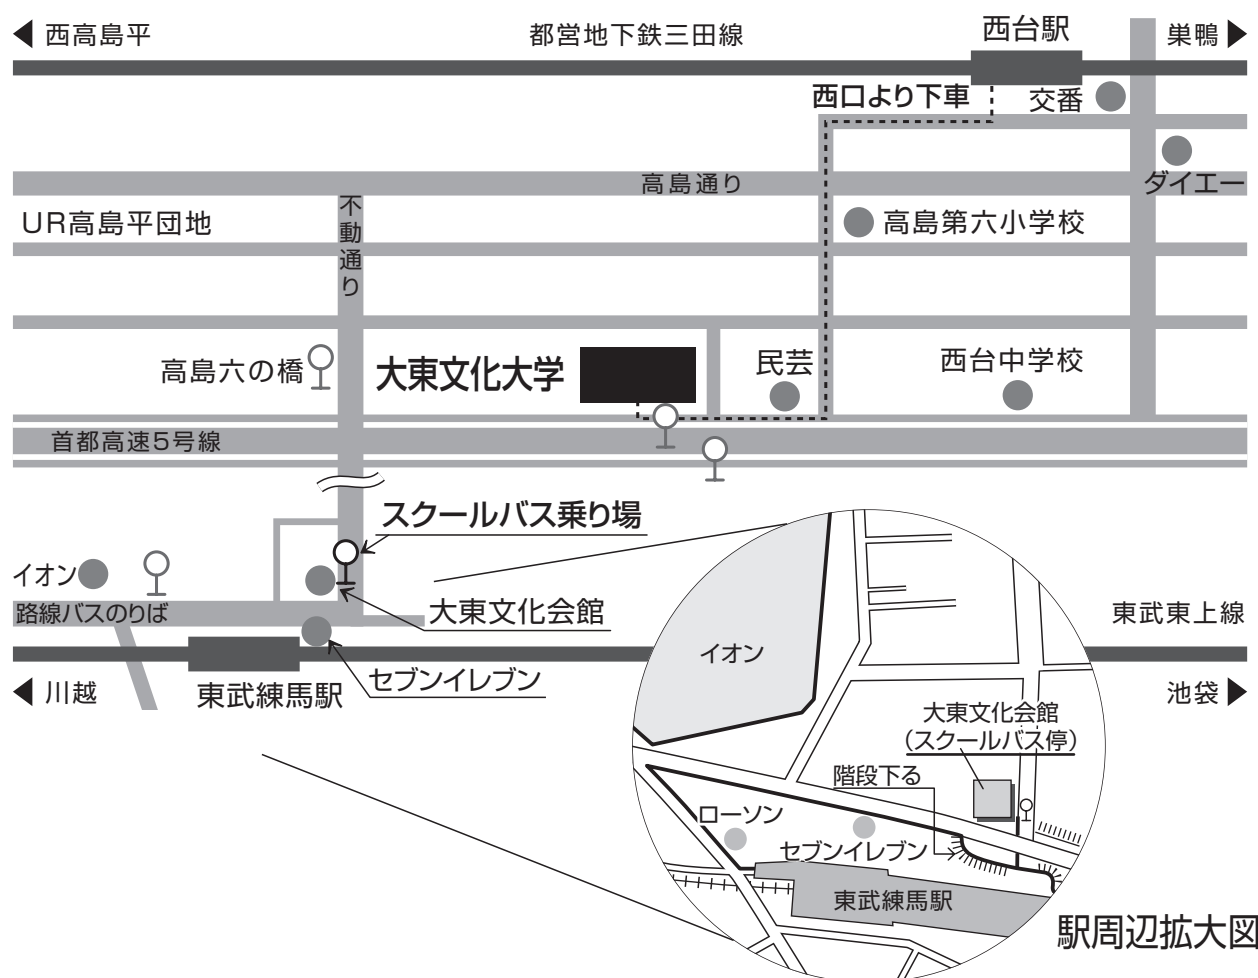 西高島平
都営地下鉄三田線
西台駅
巣鴨
西口より下車
交番
ダイエー
高島通り
UR高島平団地
不動通り
高島第六小学校
高島六の橋
大東文化大学
民芸
西台中学校
首都高速5号線
スクールバス乗り場
イオン
路線バスのりば
大東文化会館
東武東上線
セブンイレブン
川越
東武練馬駅
池袋
イオン
大東文化会館
(スクールバス停)
階段下る
ローソン
セブンイレブン
東武練馬駅
駅周辺拡大図